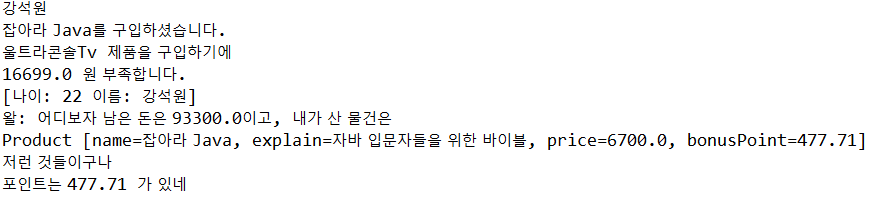 강석원
잡아라 Java를 구입하셨습니다.
울트라콘솔Tv 제품을 구입하기에
16699.0 원 부족합니다.
[나이: 22 이름: 강석원]
왈: 어디보자 남은 돈은 93300.0이고, 내가 산 물건은
Product [name=잡아라 Java, explain=자바 입문자들을 위한 바이블, price=6700.0, bonusPoint=477.71]
저런 것들이구나
포인트는 477.71 가 있네